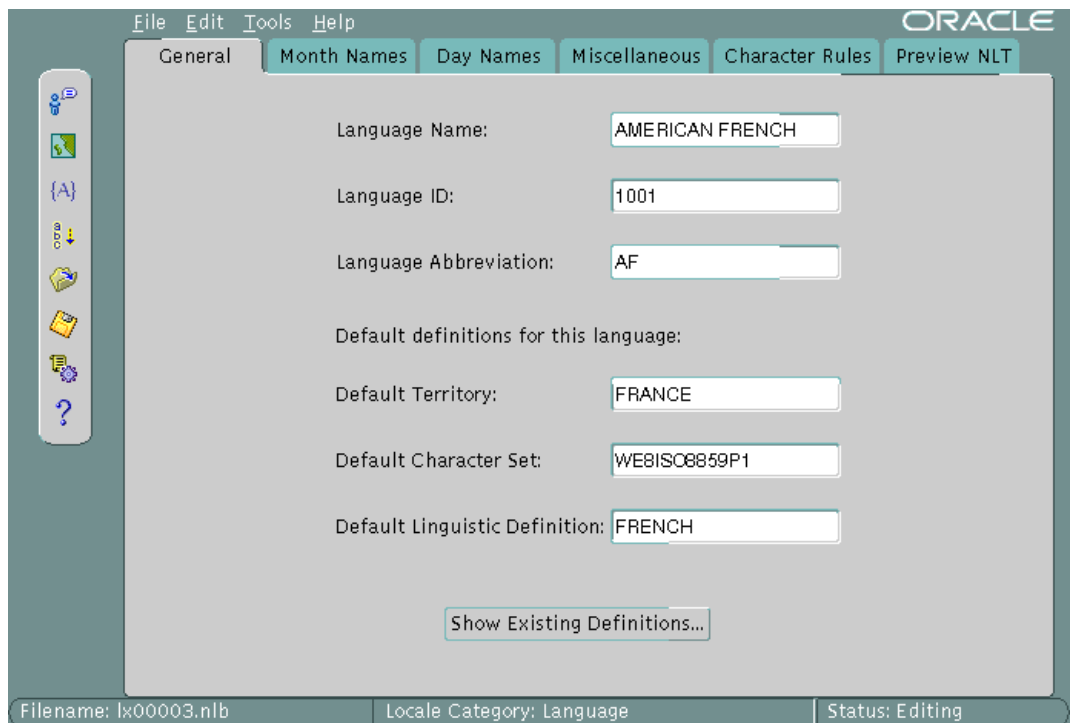 File Edit Tools Help
ORACLE
General Month Names Day Names Miscellaneous Character Rules Preview NLT
{A}
a
b
c
?
Language Name: AMERICAN FRENCH
Language ID: 1001
Language Abbreviation: AF
Default definitions for this language:
Default Territory: FRANCE
Default Character Set: WE8ISO8859P1
Default Linguistic Definition: FRENCH
Show Existing Definitions...
Filename: lx00003.nlb Locale Category: Language Status: Editing